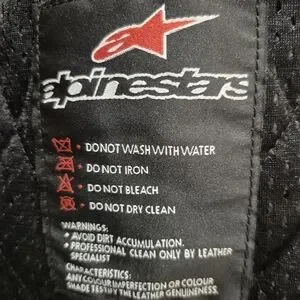 alpinestars
• DO NOT WASH WITH WATER
• DO NOT IRON
• DO NOT BLEACH
• DO NOT DRY CLEAN
WARNINGS:
• AVOID DIRT ACCUMULATION.
• PROFESSIONAL CLEAN ONLY BY LEATHER
SPECIALIST
CHARACTERISTICS:
ANY COLOUR IMPERFECTION OR COLOUR
SHADE TESTIFY THE LEATHER GENUINENESS.